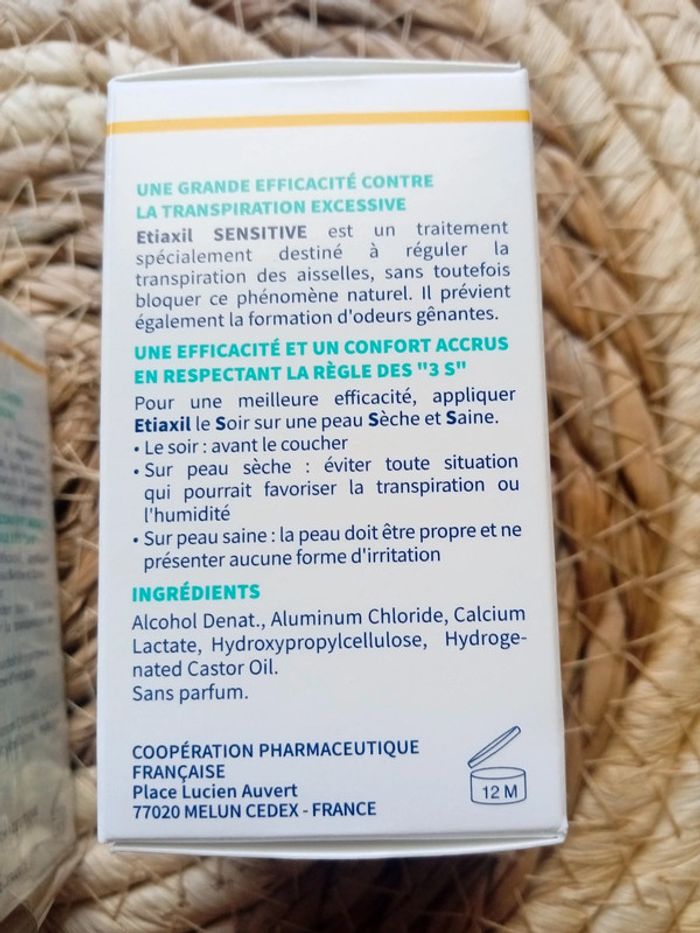 UNE GRANDE EFFICACITÉ CONTRE
LA TRANSPIRATION EXCESSIVE
Etiaxil SENSITIVE est un traitement
spécialement destiné à réguler la
transpiration des aisselles, sans toutefois
bloquer ce phénomène naturel. Il prévient
également la formation d'odeurs gênantes.
UNE EFFICACITÉ ET UN CONFORT ACCRUS
EN RESPECTANT LA RÈGLE DES "3 S"
Pour une meilleure efficacité, appliquer
Etiaxil le Soir sur une peau Sèche et Saine.
• Le soir : avant le coucher
• Sur peau sèche : éviter toute situation
qui pourrait favoriser la transpiration ou
l'humidité
• Sur peau saine : la peau doit être propre et ne
présenter aucune forme d'irritation
INGRÉDIENTS
Alcohol Denat., Aluminum Chloride, Calcium
Lactate, Hydroxypropylcellulose, Hydroge-
nated Castor Oil.
Sans parfum.
COOPÉRATION PHARMACEUTIQUE
FRANÇAISE
Place Lucien Auvert
77020 MELUN CEDEX - FRANCE
12 M